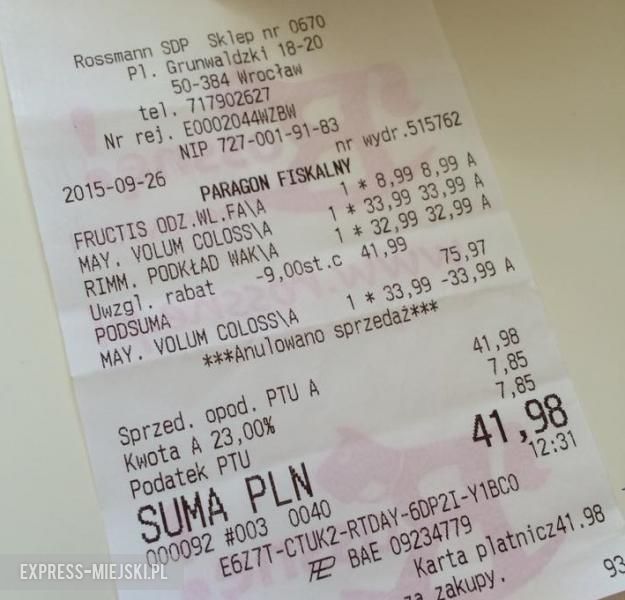 Rossmann SDP Sklep nr 0670
Pl. Grunwaldzki 18-20
50-384 Wrocław
tel. 717902627
Nr rej. E0002044WZBW
NIP 727-001-91-83
2015-09-26 nr wydr.515762
PARAGON FISKALNY
FRUCTIS ODZ.WL.FA\A 1 * 8,99 8,99 A
MAY. VOLUM COLOSS\A 1 * 33,99 33,99 A
RIMM. PODKŁAD WAK\A 1 * 32,99 32,99 A
Uwzgl. rabat -9,00st.c 41,99
PODSUMA 75,97
MAY. VOLUM COLOSS\A 1 * 33,99 -33,99 A
***Anulowano sprzedaż***
Sprzed. opod. PTU A 41,98
Kwota A 23,00% 7,85
Podatek PTU 7,85
SUMA PLN 41,98
000092 #003 0040 12:31
E6Z7T-CTUK2-RTDAY-6DP2I-Y1BCO
BAE 09234779
Karta platnicz41.98
za zakupy.
93
EXPRESS-MIEJSKI.PL